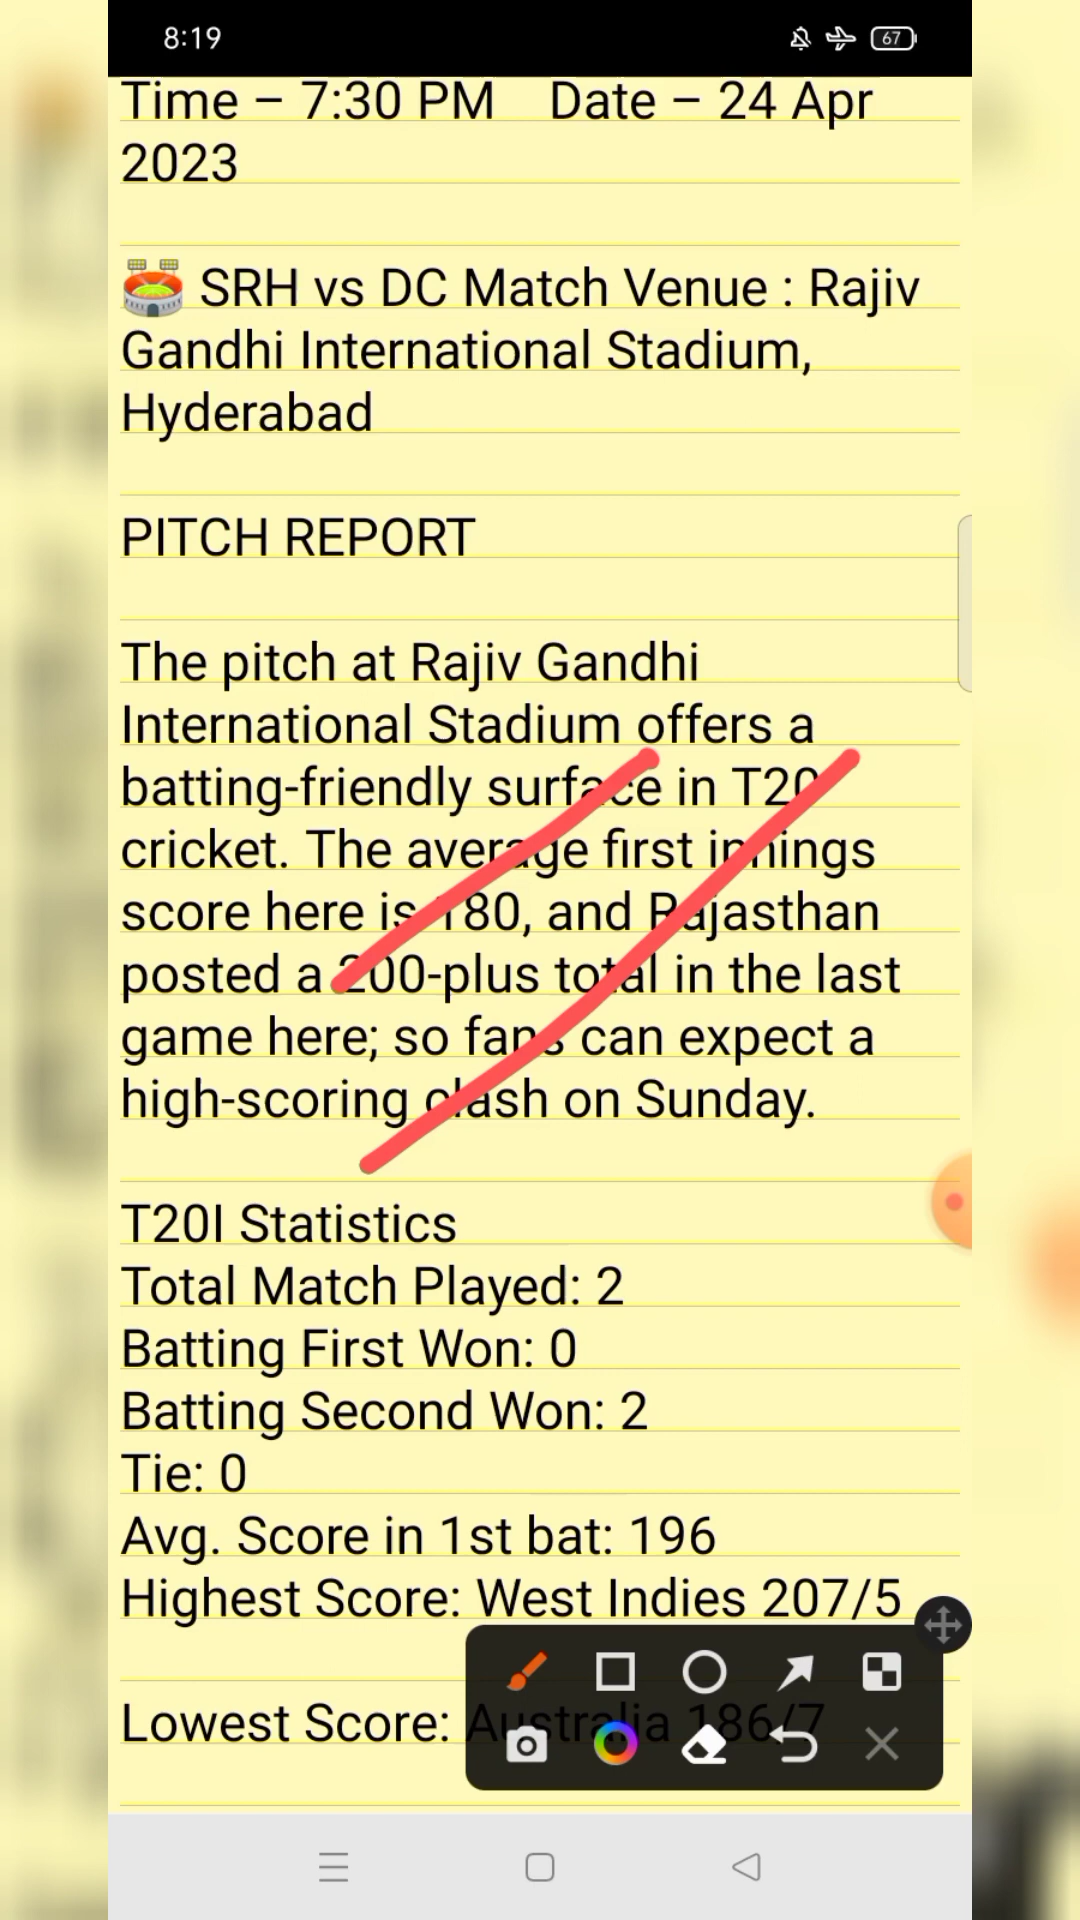 8:19
67
Time – 7:30 PM Date – 24 Apr
2023
SRH vs DC Match Venue : Rajiv
Gandhi International Stadium,
Hyderabad
PITCH REPORT
The pitch at Rajiv Gandhi
International Stadium offers a
batting-friendly surface in T20
cricket. The average first innings
score here is 180, and Rajasthan
posted a 200-plus total in the last
game here; so fans can expect a
high-scoring clash on Sunday.
T20I Statistics
Total Match Played: 2
Batting First Won: 0
Batting Second Won: 2
Tie: 0
Avg. Score in 1st bat: 196
Highest Score: West Indies 207/5
Lowest Score: Australia 186/7